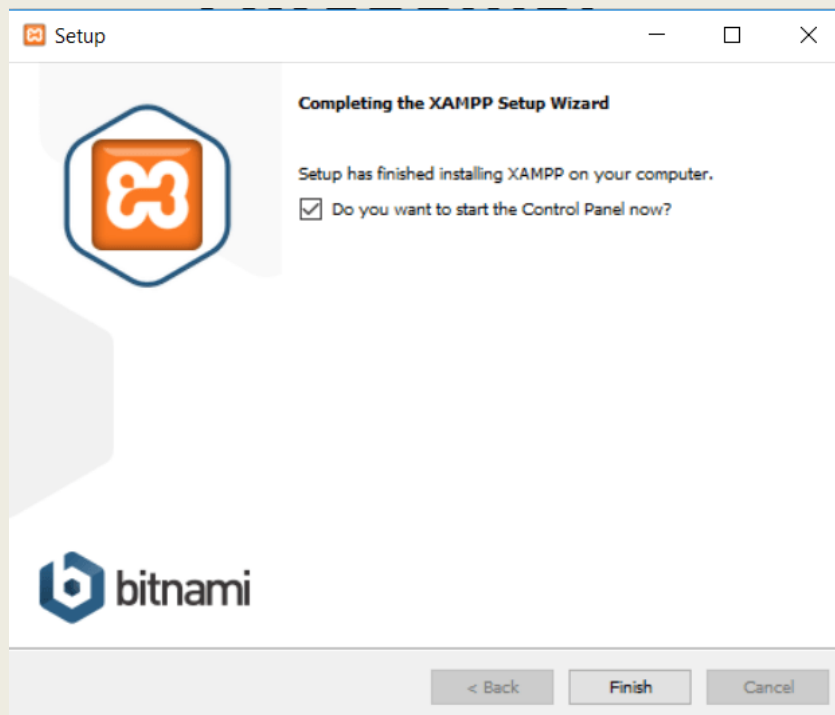 Setup
Completing the XAMPP Setup Wizard
Setup has finished installing XAMPP on your computer.
Do you want to start the Control Panel now?
bitnami
< Back
Finish
Cancel